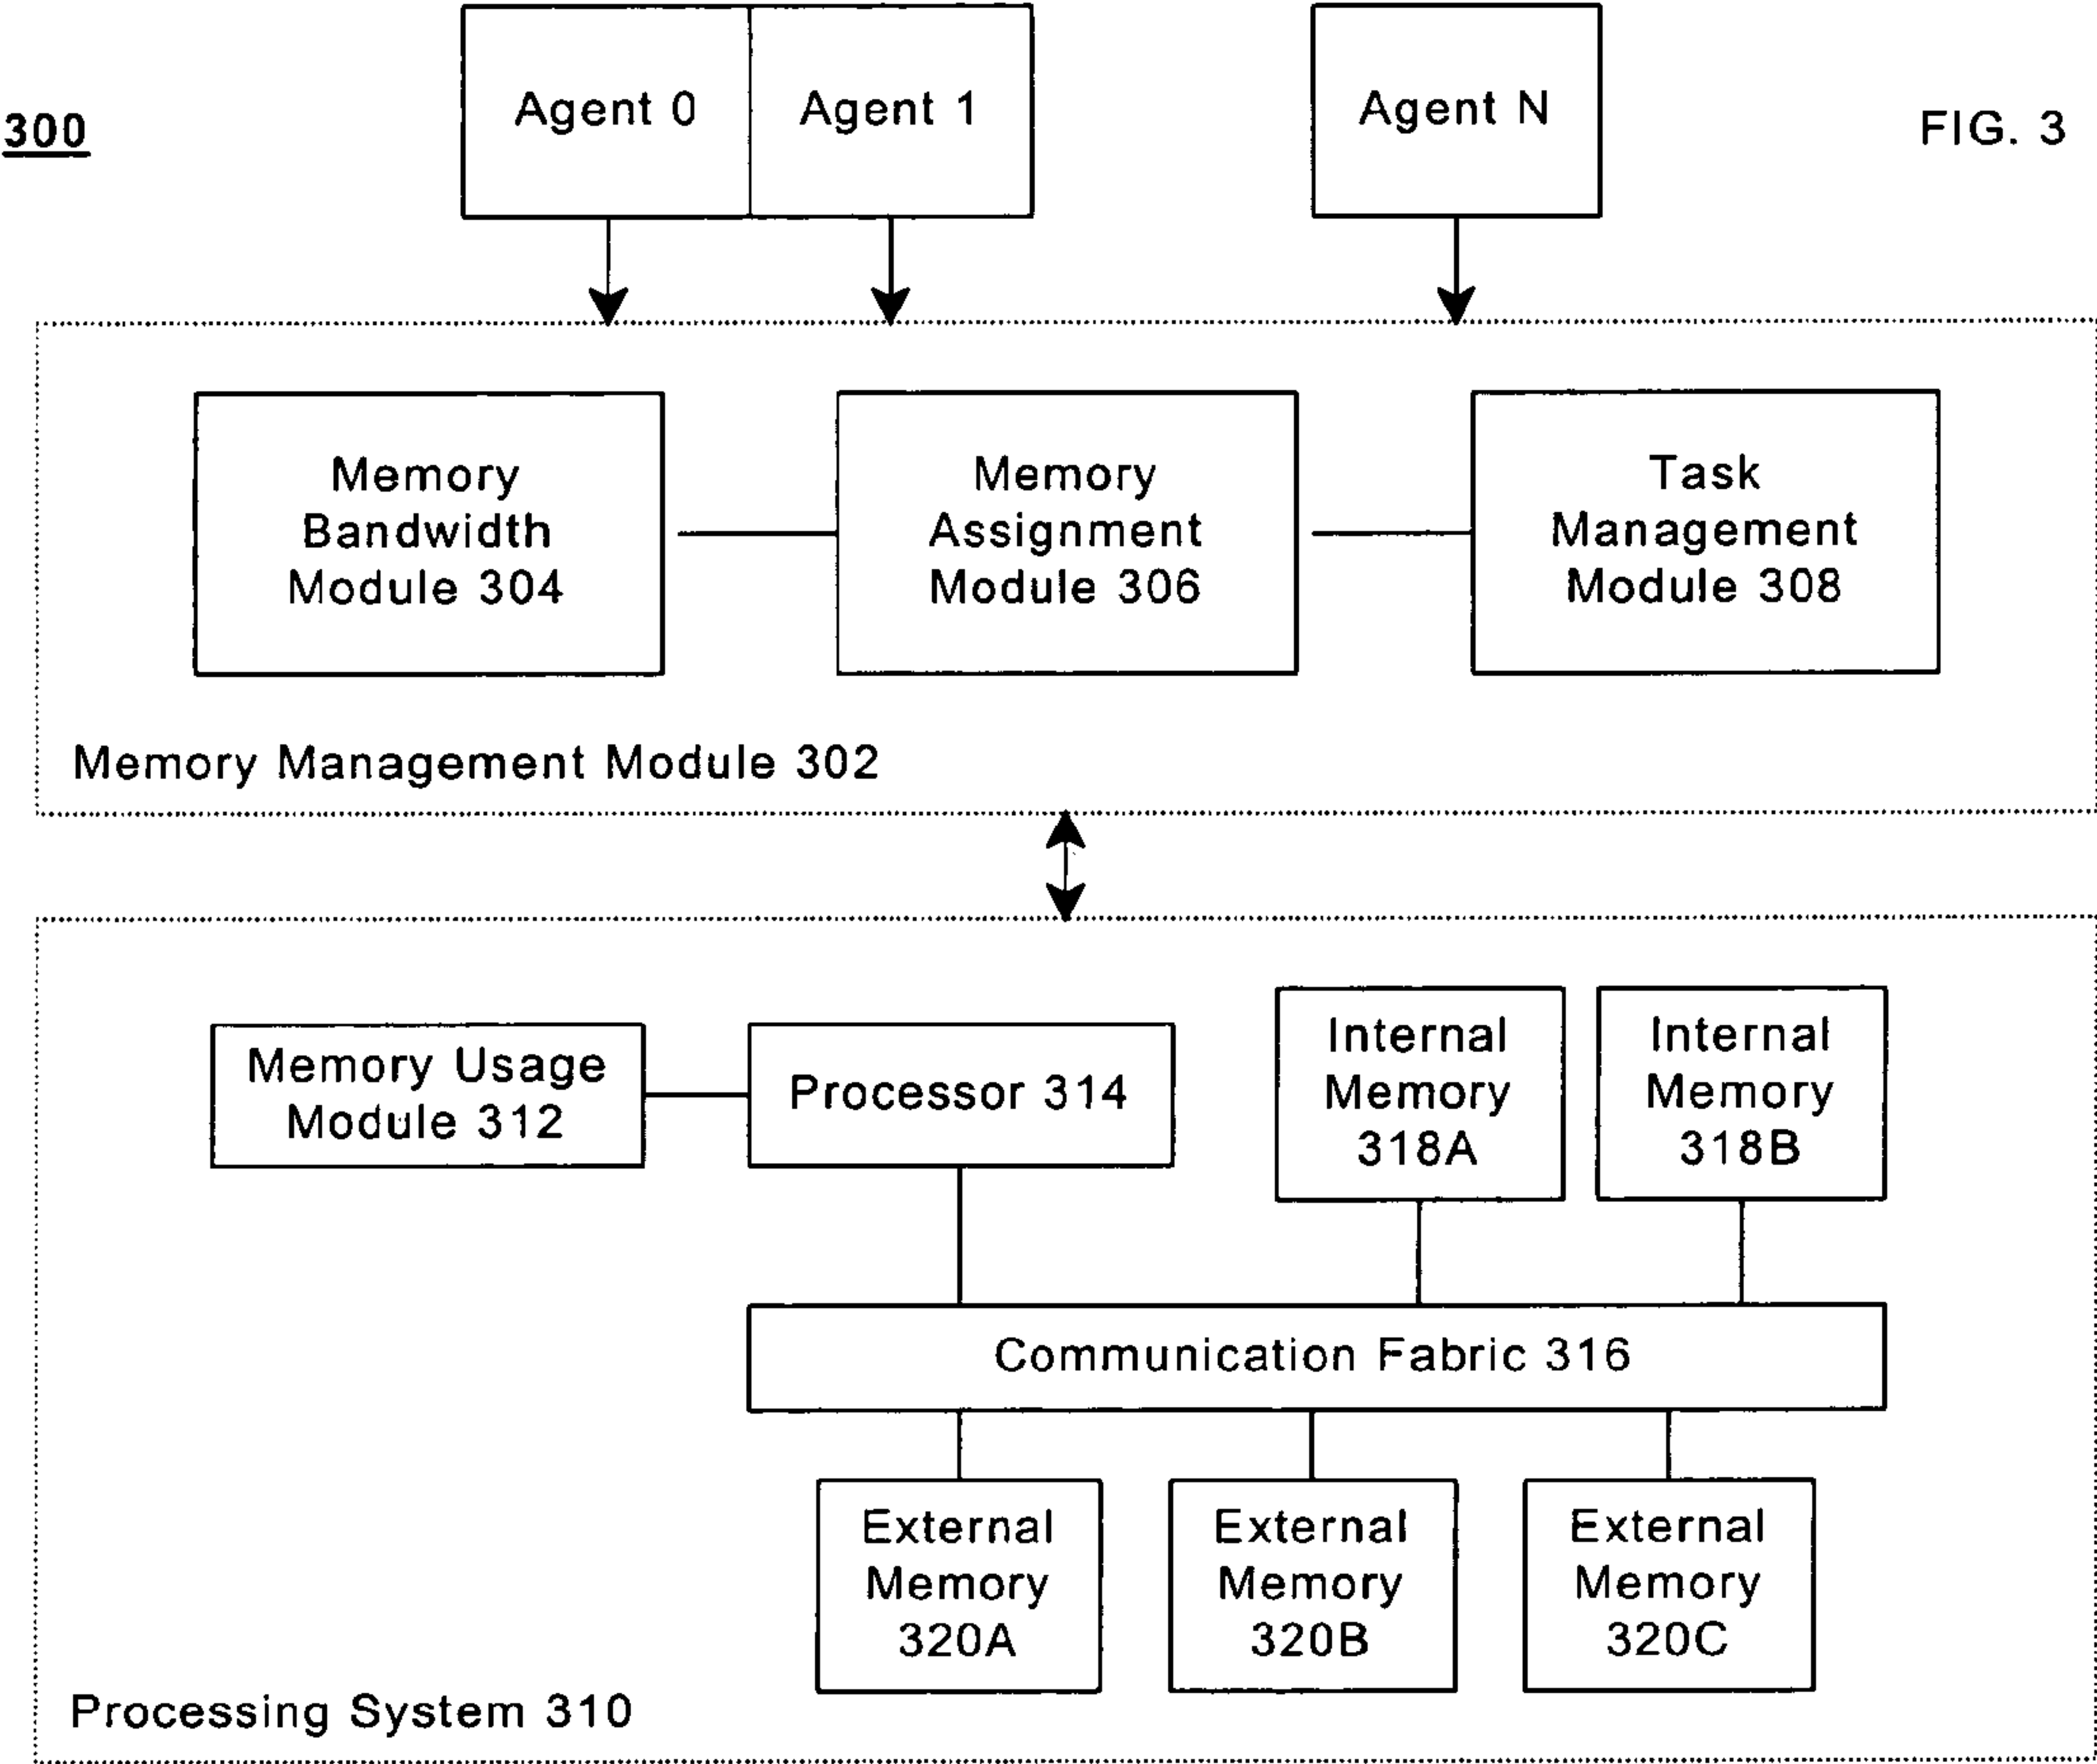 300
Agent 0
Agent 1
Agent N
FIG. 3
Memory
Bandwidth
Module 304
Memory
Assignment
Module 306
Task
Management
Module 308
Memory Management Module 302
Memory Usage
Module 312
Processor 314
Internal
Memory
318A
Internal
Memory
318B
Communication Fabric 316
External
Memory
320A
External
Memory
320B
External
Memory
320C
Processing System 310